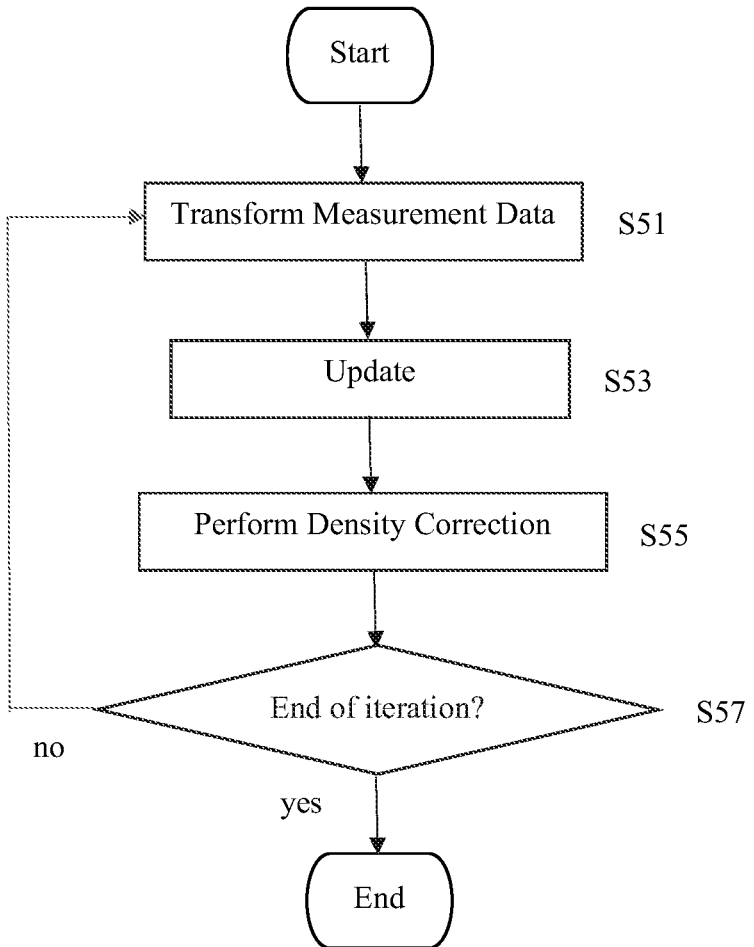 Start
Transform Measurement Data
S51
Update
S53
Perform Density Correction
S55
End of iteration?
S57
no
yes
End